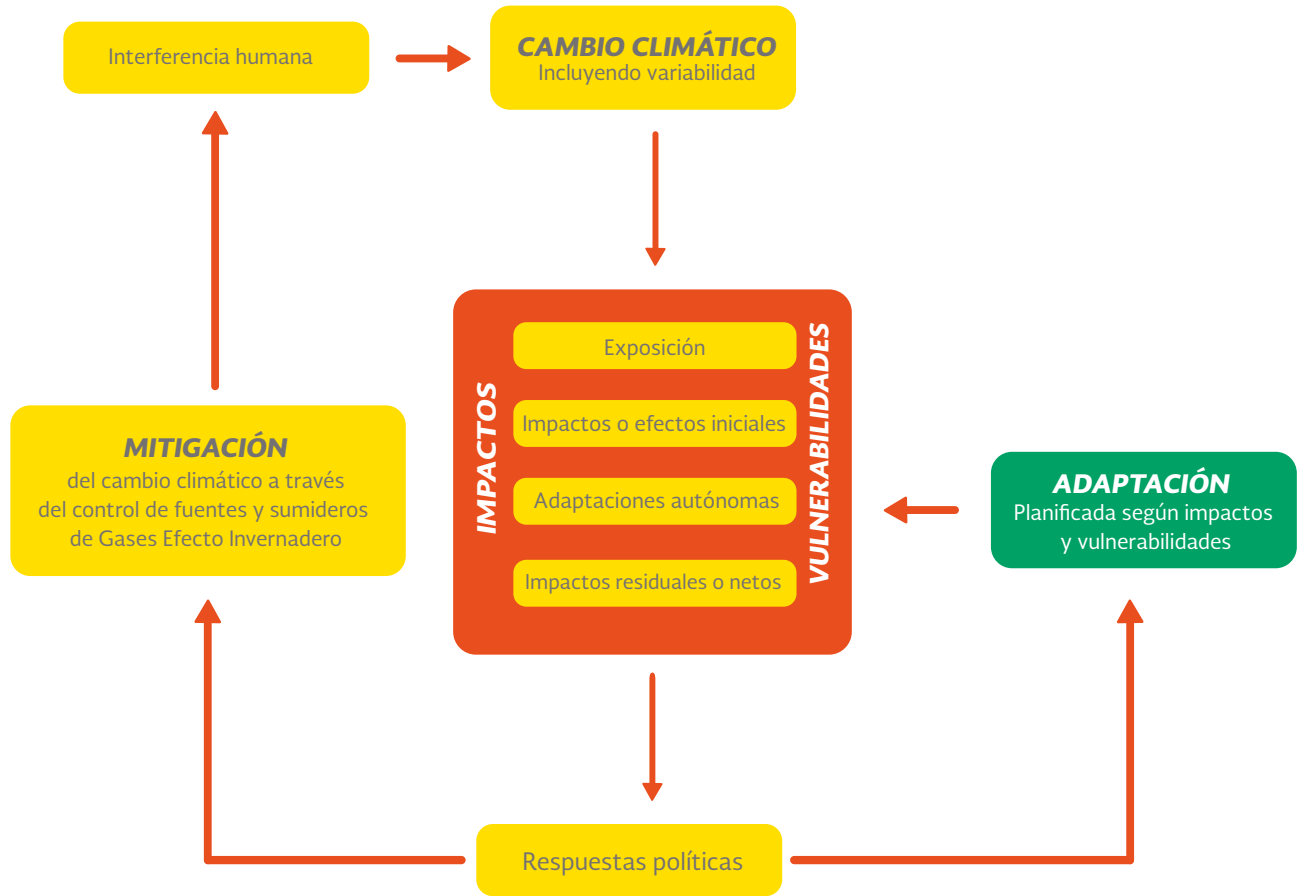 Interferencia humana
CAMBIO CLIMÁTICO
Incluyendo variabilidad
IMPACTOS
Exposición
Impactos o efectos iniciales
Adaptaciones autónomas
Impactos residuales o netos
VULNERABILIDADES
MITIGACIÓN
del cambio climático a través
del control de fuentes y sumideros
de Gases Efecto Invernadero
ADAPTACIÓN
Planificada según impactos
y vulnerabilidades
Respuestas políticas